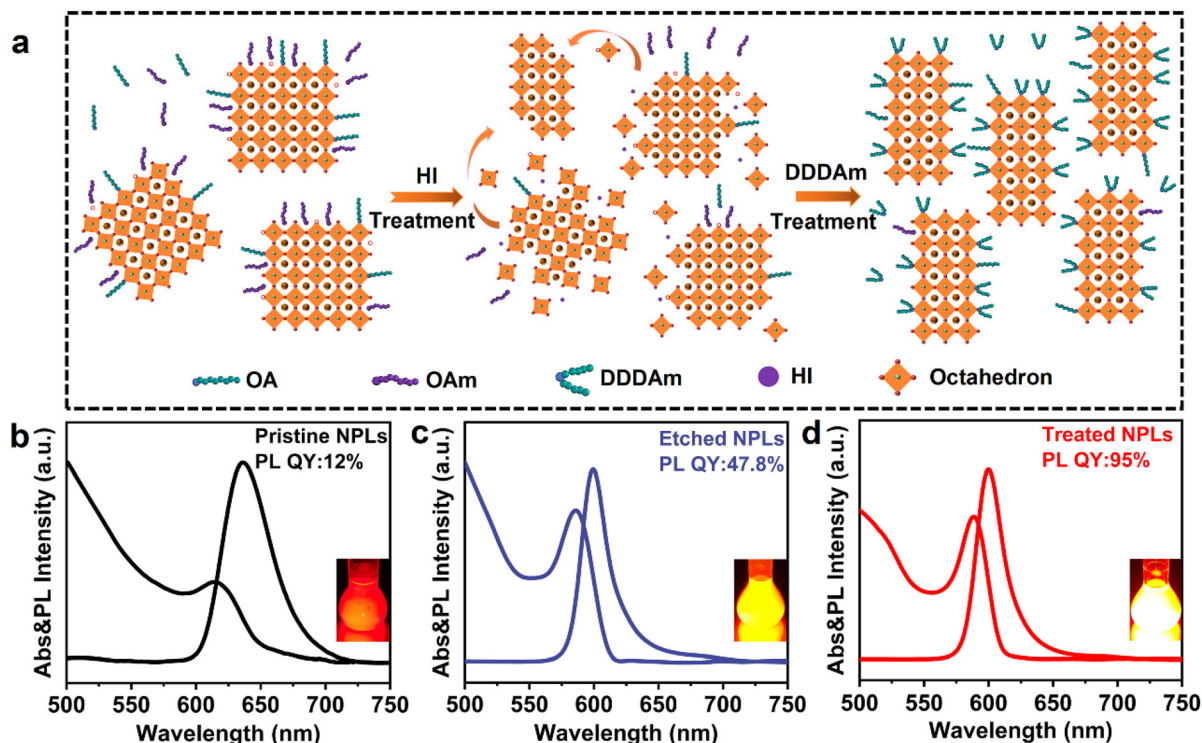 a
HI
Treatment
DDDAm
Treatment
OA
OAm
DDDAm
HI
Octahedron
b
Pristine NPLs
PL QY:12%
Abs&PL Intensity (a.u.)
500 550 600 650 700 750
Wavelength (nm)
c
Etched NPLs
PL QY:47.8%
Abs&PL Intensity (a.u.)
500 550 600 650 700 750
Wavelength (nm)
d
Treated NPLs
PL QY:95%
Abs&PL Intensity (a.u.)
500 550 600 650 700 750
Wavelength (nm)